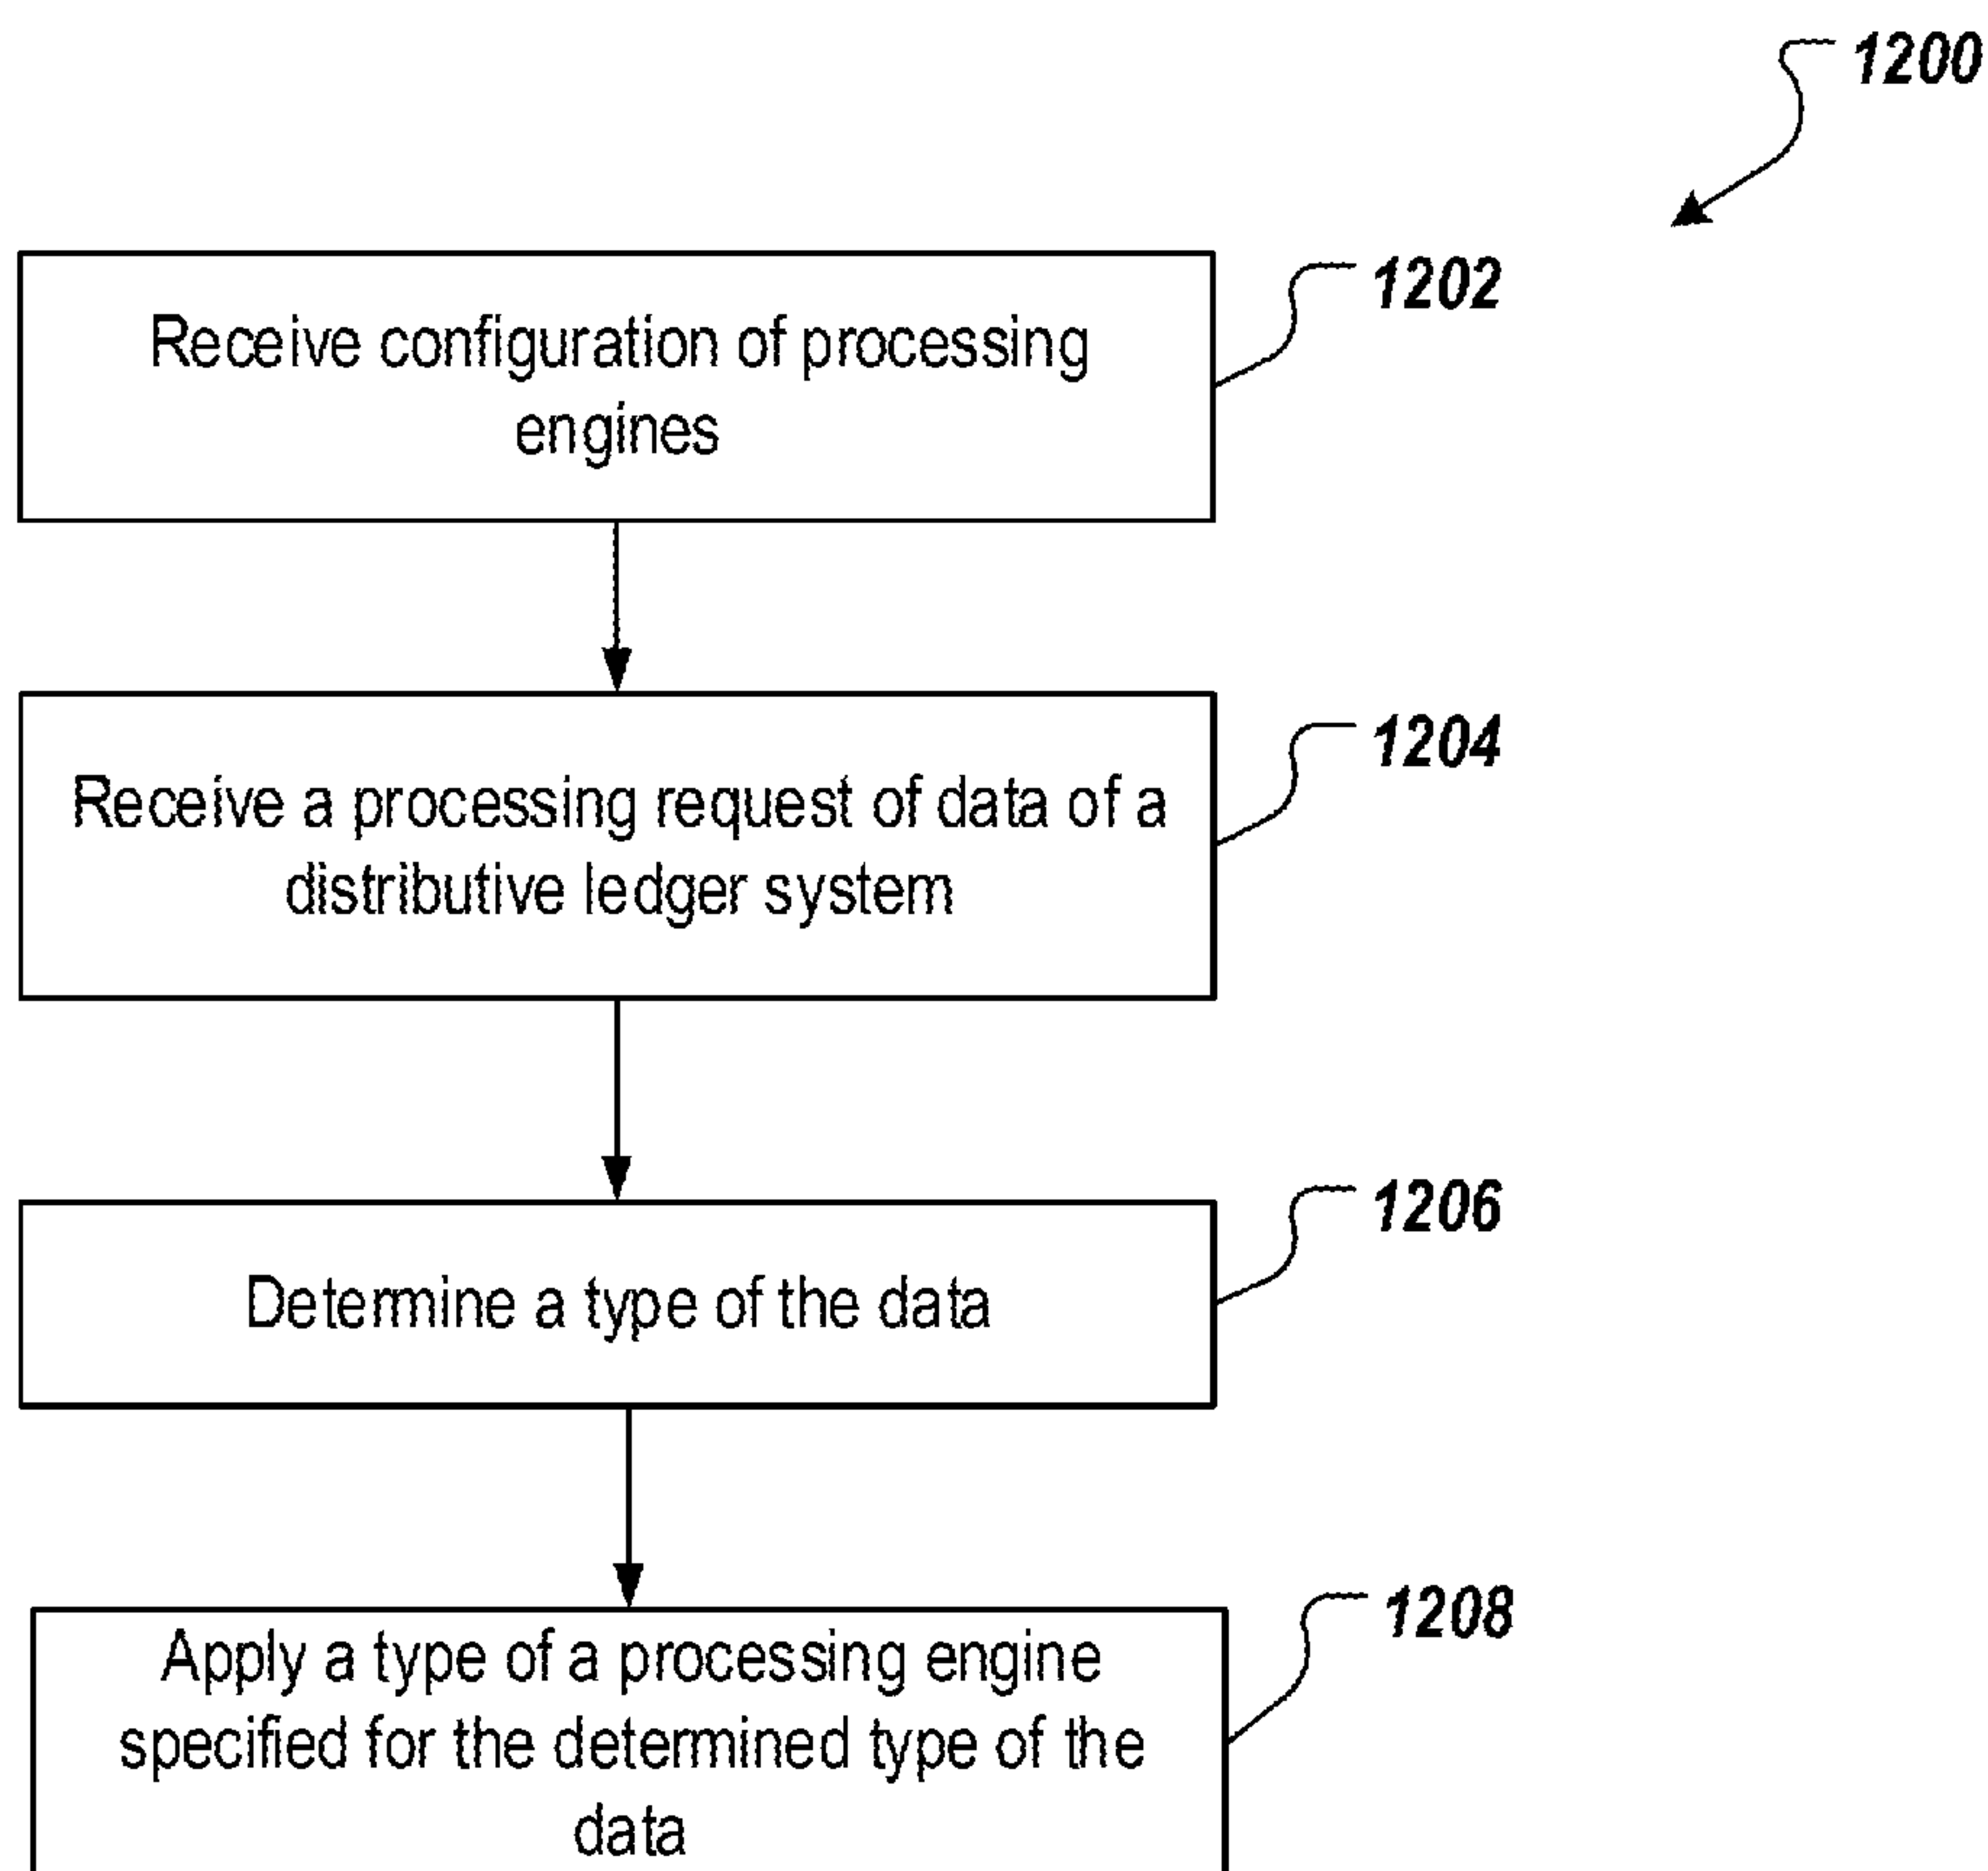 1200
1202
Receive configuration of processing
engines
1204
Receive a processing request of data of a
distributive ledger system
1206
Determine a type of the data
1208
Apply a type of a processing engine
specified for the determined type of the
data